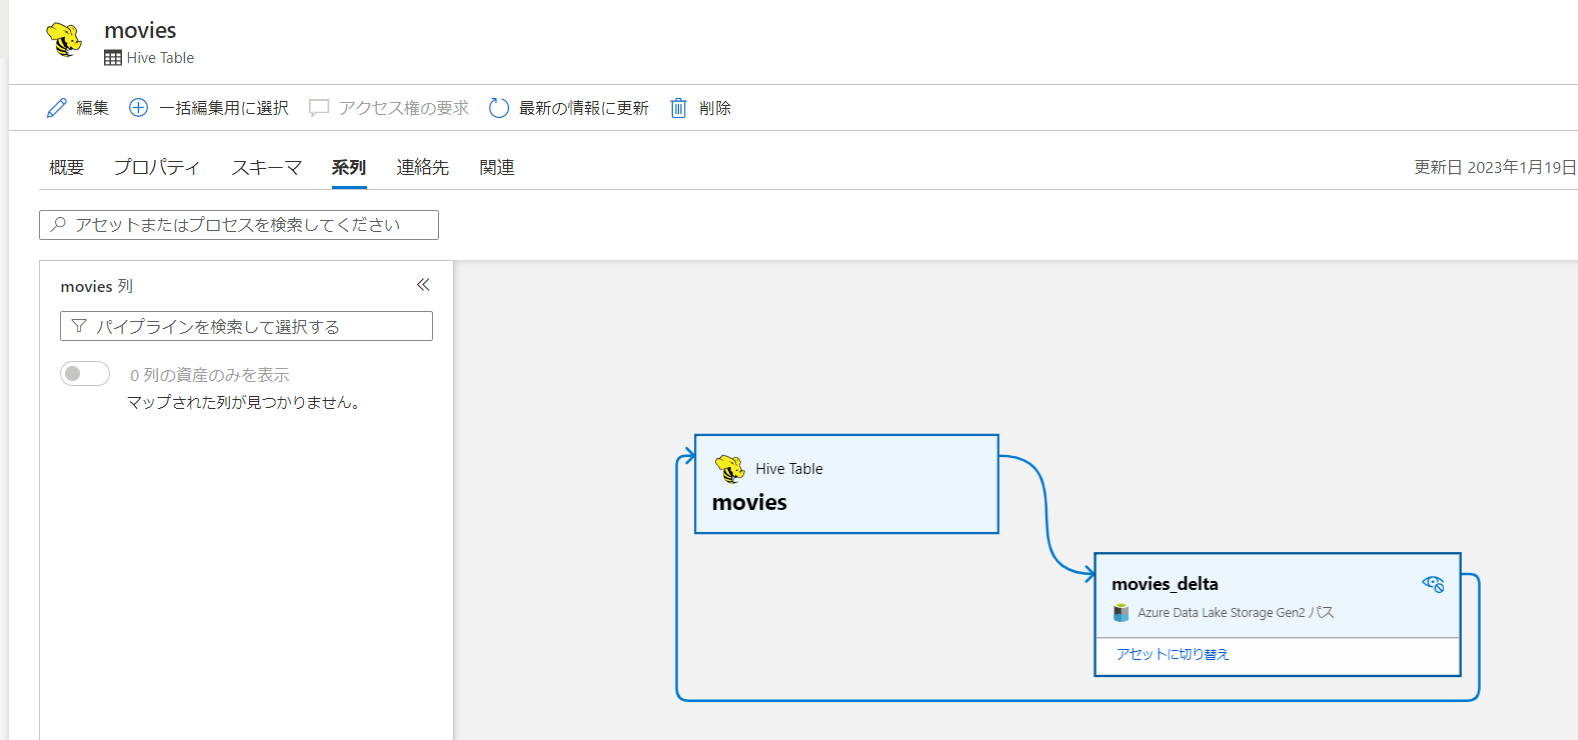 movies
Hive Table
編集 一括編集用に選択 アクセス権の要求 最新の情報に更新 削除
概要 プロパティ スキーマ 系列 連絡先 関連 更新日 2023年1月19日
アセットまたはプロセスを検索してください
movies 列
パイプラインを検索して選択する
0 列の資産のみを表示
マップされた列が見つかりません。
Hive Table
movies
movies_delta
Azure Data Lake Storage Gen2 パス
アセットに切り替え